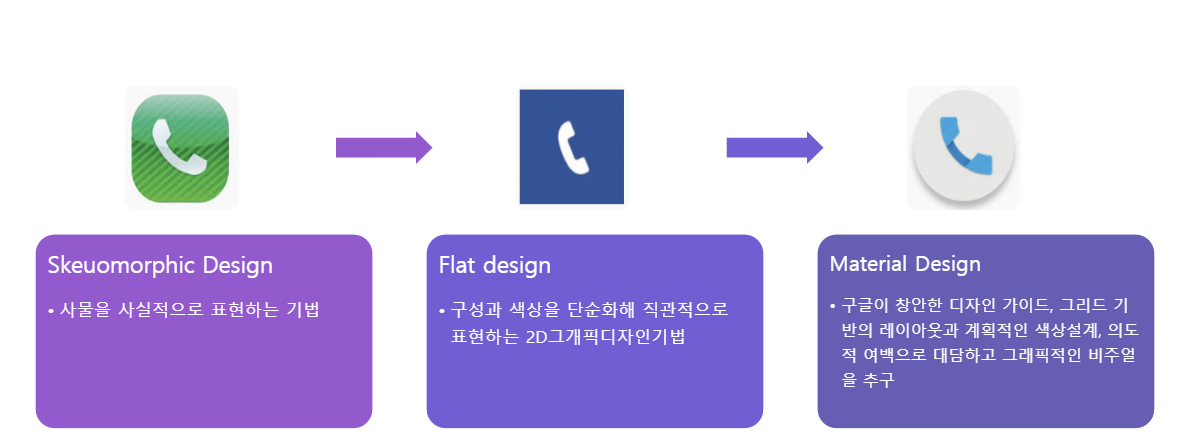 Skeuomorphic Design
• 사물을 사실적으로 표현하는 기법
Flat design
• 구성과 색상을 단순화해 직관적으로
표현하는 2D그개픽디자인기법
Material Design
• 구글이 창안한 디자인 가이드, 그리드 기
반의 레이아웃과 계획적인 색상설계, 의도
적 여백으로 대담하고 그래픽적인 비주얼
을 추구